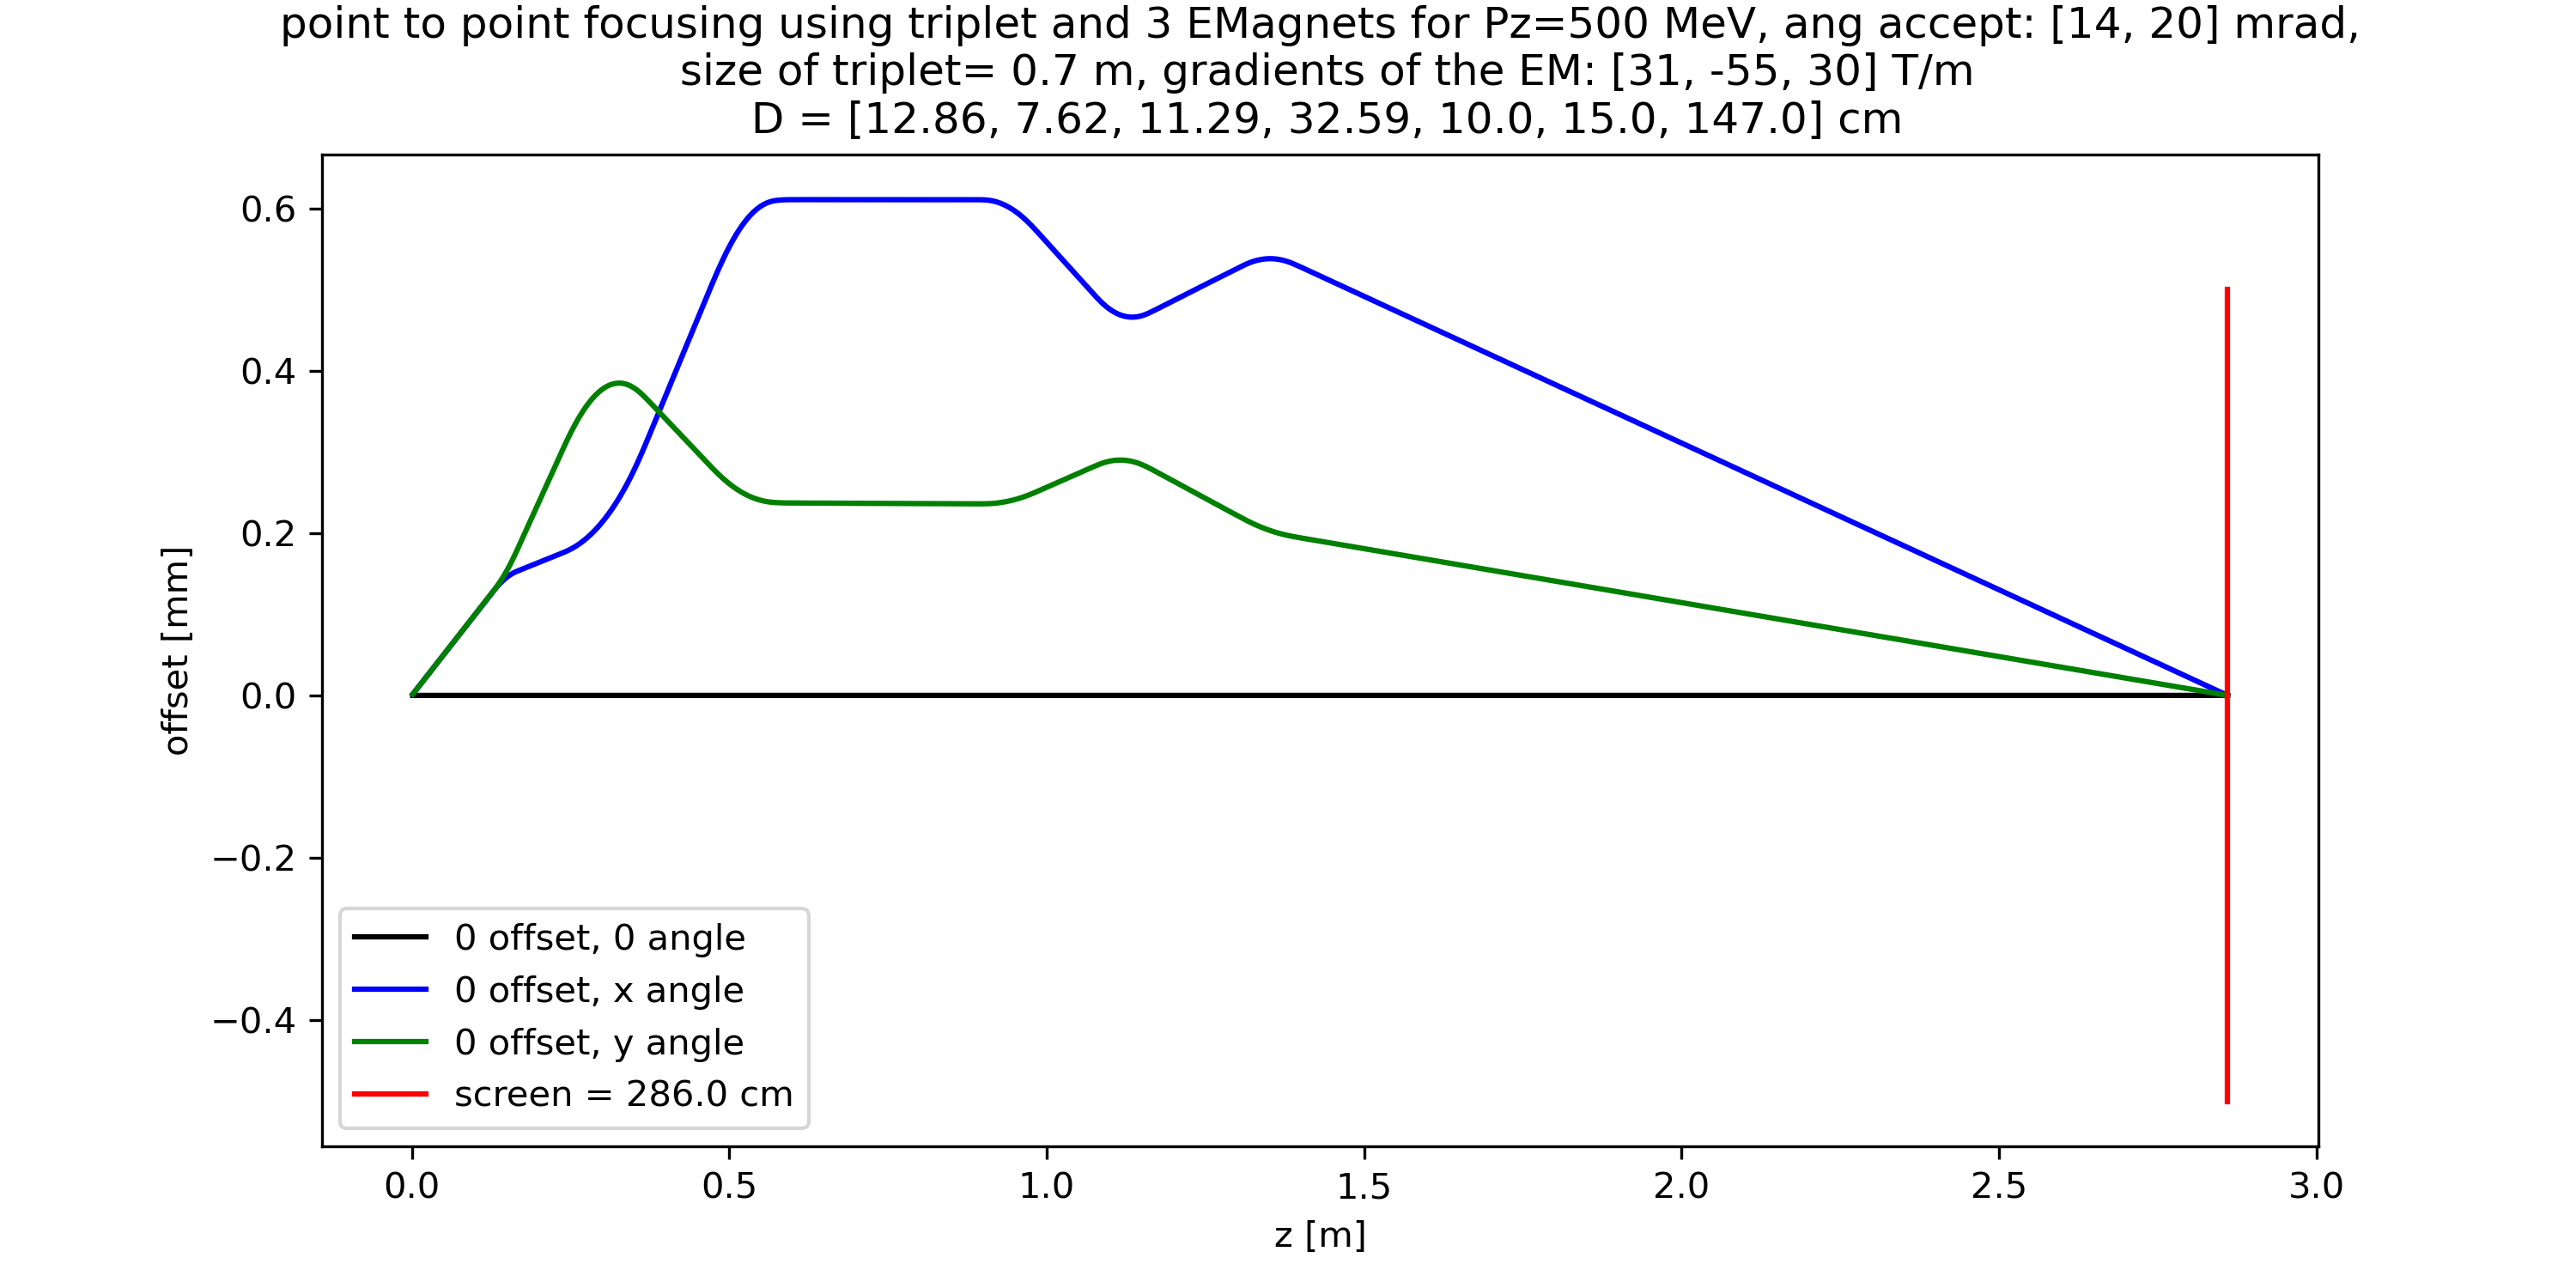 point to point focusing using triplet and 3 EMagnets for Pz=500 MeV, ang accept: [14, 20] mrad,
size of triplet= 0.7 m, gradients of the EM: [31, -55, 30] T/m
D = [12.86, 7.62, 11.29, 32.59, 10.0, 15.0, 147.0] cm
offset [mm]
0.6
0.4
0.2
0.0
−0.2
−0.4
0 offset, 0 angle
0 offset, x angle
0 offset, y angle
screen = 286.0 cm
0.0 0.5 1.0 1.5 2.0 2.5 3.0
z [m]